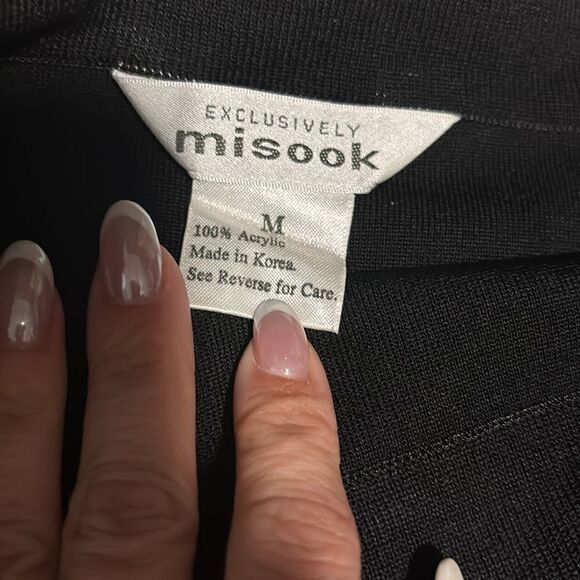 EXCLUSIVELY
misook
M
100% Acrylic
Made in Korea.
See Reverse for Care.